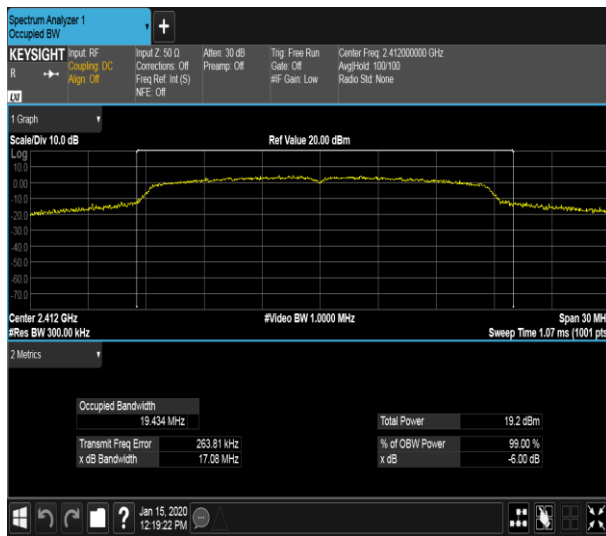 Spectrum Analyzer 1
Occupied BW
KEYSIGHT
R
LXI
Input: RF
Coupling: DC
Align: Off
Input Z: 50 Ω
Corrections: Off
Freq Ref: Int (S)
NFE: Off
Atten: 30 dB
Preamp: Off
Trig: Free Run
Gate: Off
#IF Gain: Low
Center Freq: 2.412000000 GHz
Avg|Hold: 100/100
Radio Std: None
1 Graph
Scale/Div 10.0 dB
Ref Value 20.00 dBm
Log
10.0
0.00
-10.0
-20.0
-30.0
-40.0
-50.0
-60.0
-70.0
Center 2.412 GHz
#Video BW 1.0000 MHz
Span 30 MH
#Res BW 300.00 kHz
Sweep Time 1.07 ms (1001 pts
2 Metrics
Occupied Bandwidth
19.434 MHz
Total Power 19.2 dBm
Transmit Freq Error 263.81 kHz
% of OBW Power 99.00 %
x dB Bandwidth 17.08 MHz
x dB -6.00 dB
?
Jan 15, 2020
12:19:22 PM